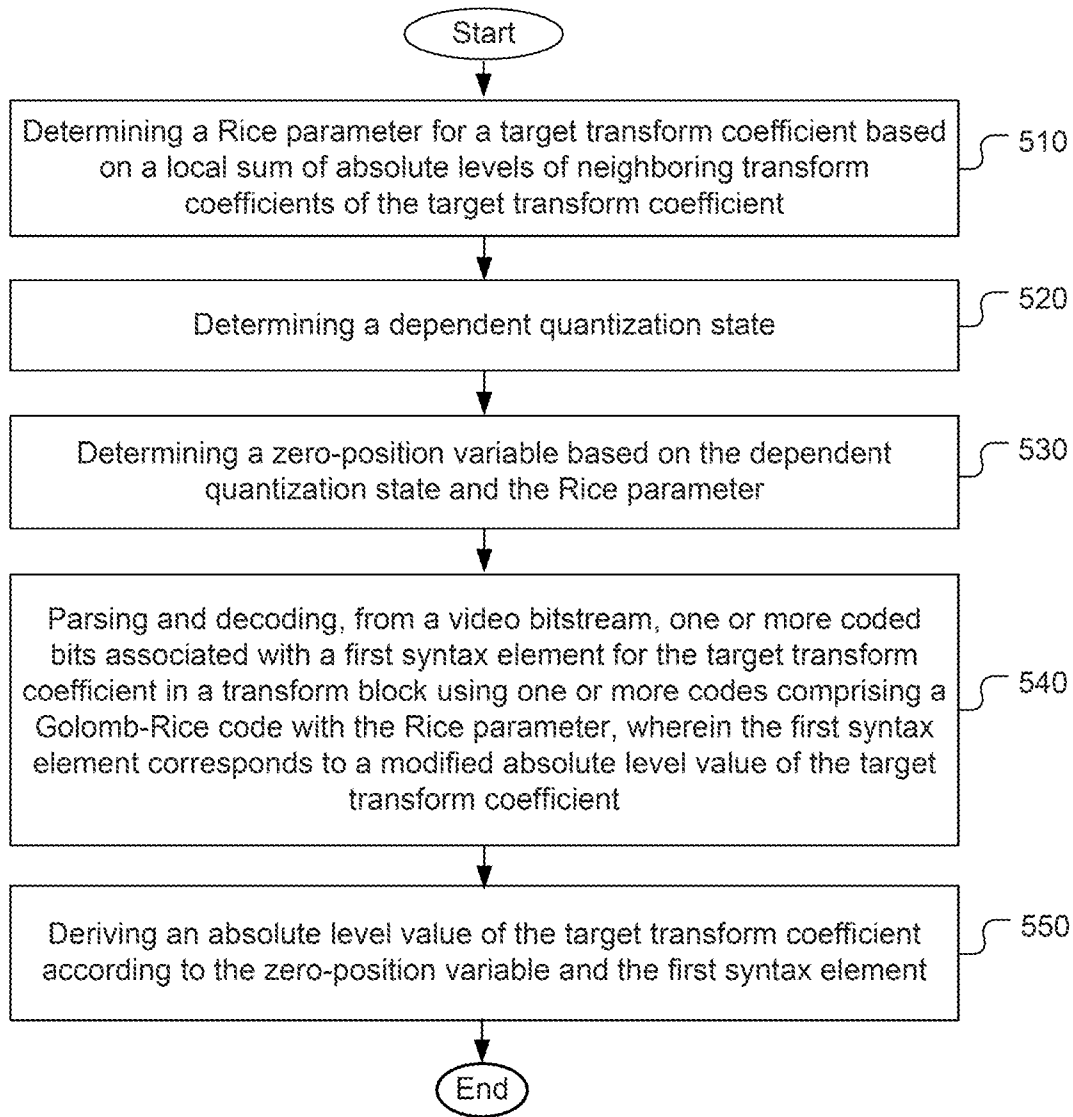 Start
Determining a Rice parameter for a target transform coefficient based
on a local sum of absolute levels of neighboring transform
coefficients of the target transform coefficient
510
Determining a dependent quantization state
520
Determining a zero-position variable based on the dependent
quantization state and the Rice parameter
530
Parsing and decoding, from a video bitstream, one or more coded
bits associated with a first syntax element for the target transform
coefficient in a transform block using one or more codes comprising a
Golomb-Rice code with the Rice parameter, wherein the first syntax
element corresponds to a modified absolute level value of the target
transform coefficient
540
Deriving an absolute level value of the target transform coefficient
according to the zero-position variable and the first syntax element
550
End